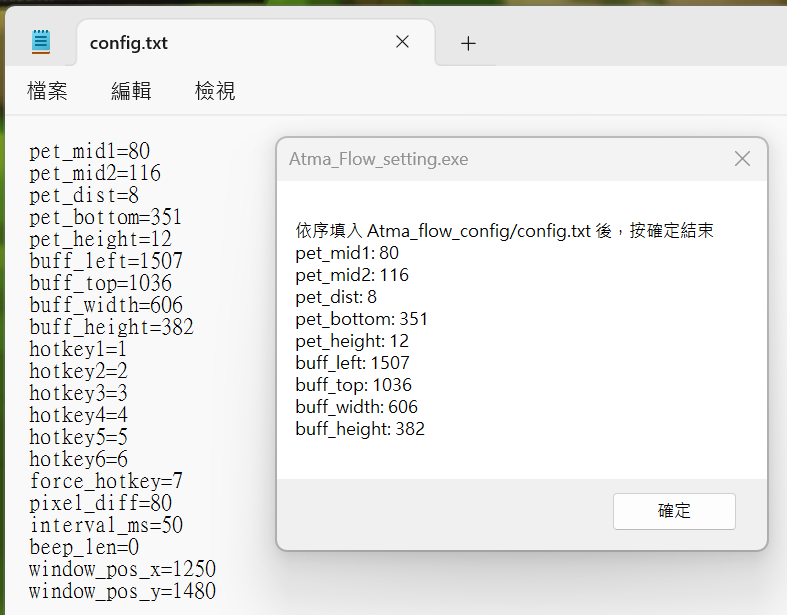 config.txt
檔案 編輯 檢視
pet_mid1=80
pet_mid2=116
pet_dist=8
pet_bottom=351
pet_height=12
buff_left=1507
buff_top=1036
buff_width=606
buff_height=382
hotkey1=1
hotkey2=2
hotkey3=3
hotkey4=4
hotkey5=5
hotkey6=6
force_hotkey=7
pixel_diff=80
interval_ms=50
beep_len=0
window_pos_x=1250
window_pos_y=1480
Atma_Flow_setting.exe
依序填入 Atma_flow_config/config.txt 後，按確定結束
pet_mid1: 80
pet_mid2: 116
pet_dist: 8
pet_bottom: 351
pet_height: 12
buff_left: 1507
buff_top: 1036
buff_width: 606
buff_height: 382
確定